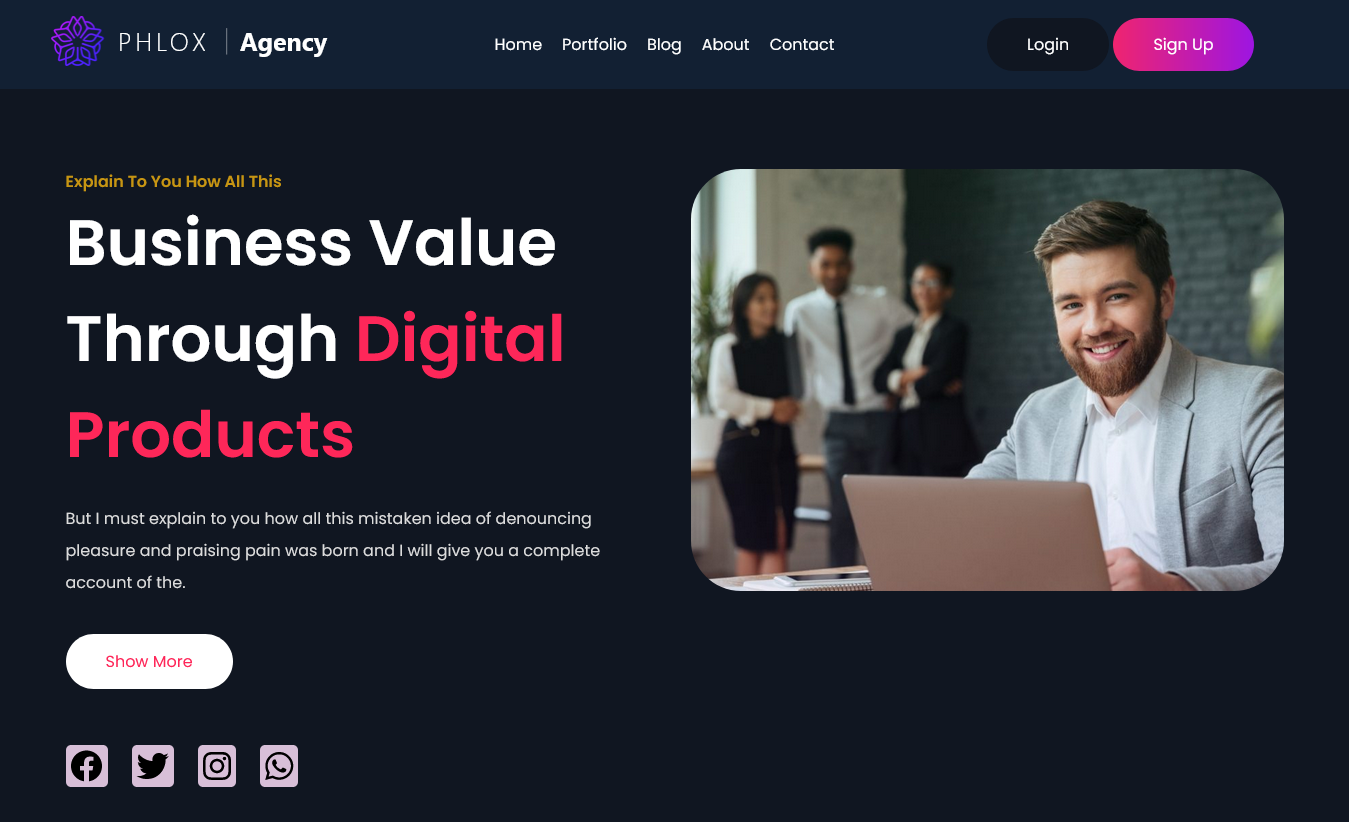 PHLOX | Agency
Home Portfolio Blog About Contact
Login Sign Up
Explain To You How All This
Business Value
Through Digital
Products
But I must explain to you how all this mistaken idea of denouncing
pleasure and praising pain was born and I will give you a complete
account of the.
Show More